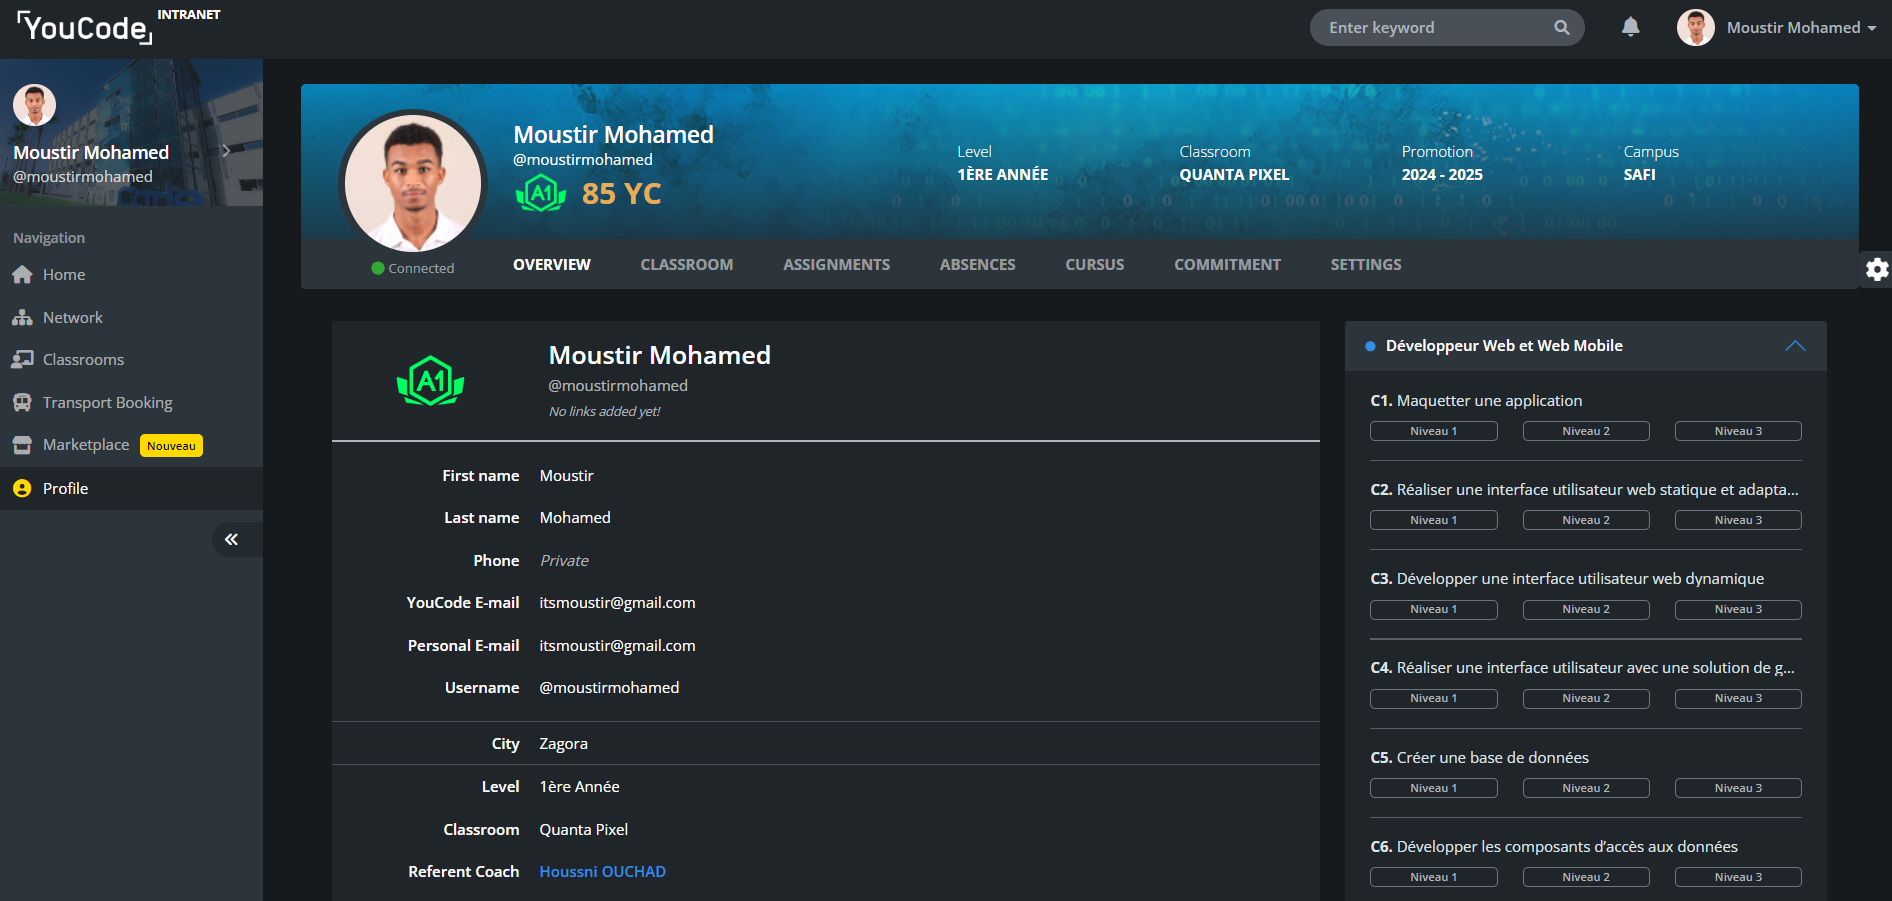 YouCode INTRANET
Enter keyword
Moustir Mohamed
Moustir Mohamed
@moustirmohamed
Navigation
Home
Network
Classrooms
Transport Booking
Marketplace Nouveau
Profile
Moustir Mohamed
@moustirmohamed
A1 85 YC
Connected
Level
1ÈRE ANNÉE
Classroom
QUANTA PIXEL
Promotion
2024 - 2025
Campus
SAFI
OVERVIEW CLASSROOM ASSIGNMENTS ABSENCES CURSUS COMMITMENT SETTINGS
A1
Moustir Mohamed
@moustirmohamed
No links added yet!
First name Moustir
Last name Mohamed
Phone Private
YouCode E-mail itsmoustir@gmail.com
Personal E-mail itsmoustir@gmail.com
Username @moustirmohamed
City Zagora
Level 1ère Année
Classroom Quanta Pixel
Referent Coach Houssni OUCHAD
Développeur Web et Web Mobile
C1. Maquetter une application
Niveau 1 Niveau 2 Niveau 3
C2. Réaliser une interface utilisateur web statique et adapta...
Niveau 1 Niveau 2 Niveau 3
C3. Développer une interface utilisateur web dynamique
Niveau 1 Niveau 2 Niveau 3
C4. Réaliser une interface utilisateur avec une solution de g...
Niveau 1 Niveau 2 Niveau 3
C5. Créer une base de données
Niveau 1 Niveau 2 Niveau 3
C6. Développer les composants d’accès aux données
Niveau 1 Niveau 2 Niveau 3